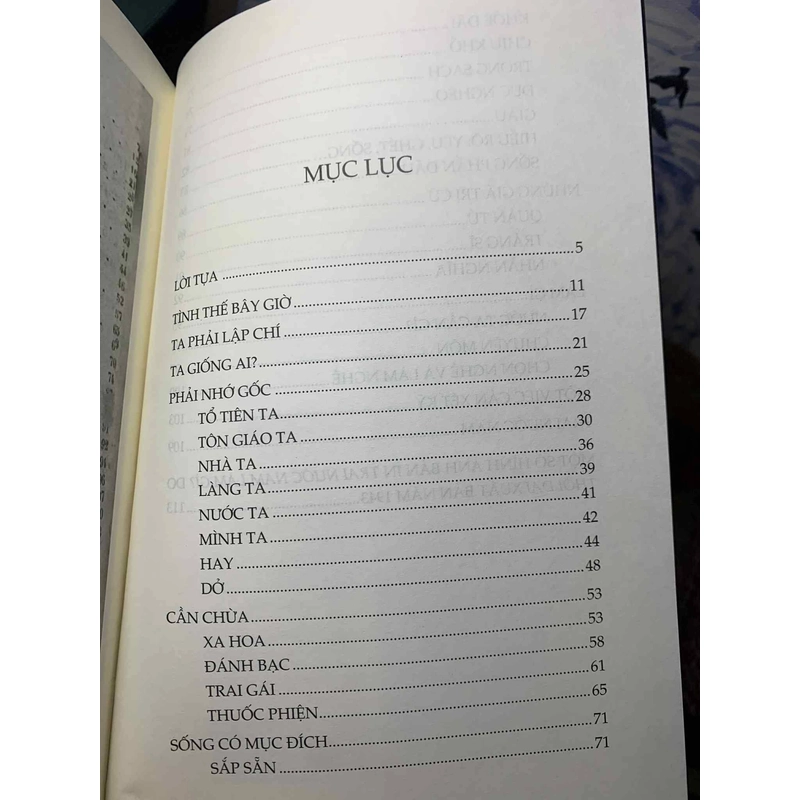 MỤC LỤC
LỜI TỰA 5
TÌNH THẾ BÂY GIỜ 11
TA PHẢI LẬP CHÍ 17
TA GIỐNG AI? 21
PHẢI NHỚ GỐC 25
TỔ TIÊN TA 28
TÔN GIÁO TA 30
NHÀ TA 36
LÀNG TA 39
NƯỚC TA 41
MÌNH TA 42
HAY 44
DỞ 48
CẦN CHỪA 53
XA HOA 53
ĐÁNH BẠC 58
TRAI GÁI 61
THUỐC PHIỆN 65
SỐNG CÓ MỤC ĐÍCH 71
SẮP SẴN 71